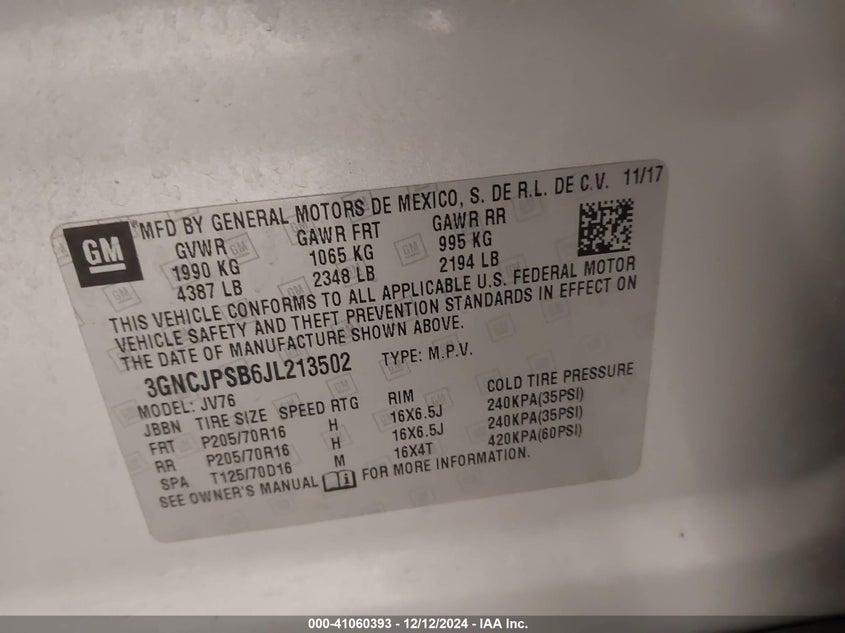 GM
MFD BY GENERAL MOTORS DE MEXICO, S. DE R.L. DE C.V. 11/17
GVWR GAWR FRT GAWR RR
1990 KG 1065 KG 995 KG
4387 LB 2348 LB 2194 LB
THIS VEHICLE CONFORMS TO ALL APPLICABLE U.S. FEDERAL MOTOR
VEHICLE SAFETY AND THEFT PREVENTION STANDARDS IN EFFECT ON
THE DATE OF MANUFACTURE SHOWN ABOVE.
3GNCJPSB6JL213502 TYPE: M.P.V.
MODEL: JV76
JBBN TIRE SIZE SPEED RTG RIM COLD TIRE PRESSURE
FRT P205/70R16 H 16X6.5J 240KPA(35PSI)
RR P205/70R16 H 16X6.5J 240KPA(35PSI)
SPA T125/70D16 M 16X4T 420KPA(60PSI)
SEE OWNER'S MANUAL FOR MORE INFORMATION.
000-41060393 - 12/12/2024 - IAA Inc.